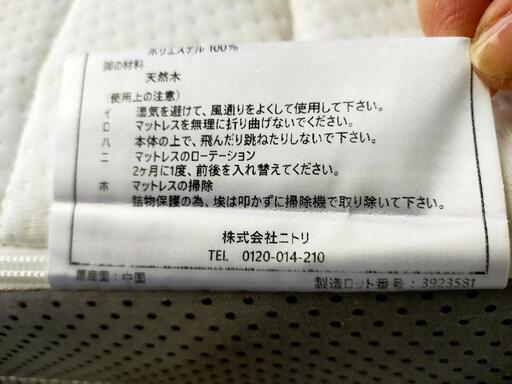 ポリエステル 100%
脚の材料
天然木
(使用上の注意)
イ 湿気を避けて、風通りをよくして使用して下さい。
ロ マットレスを無理に折り曲げないでください。
ハ 本体の上で、飛んだり跳ねたりしないで下さい。
ニ マットレスのローテーション
2ケ月に1度、前後を入れ替えてください。
ホ マットレスの掃除
詰物保護の為、埃は叩かずに掃除機で取り除いて下さい。
株式会社ニトリ
TEL 0120-014-210
原産国：中国
製造ロット番号：3923581